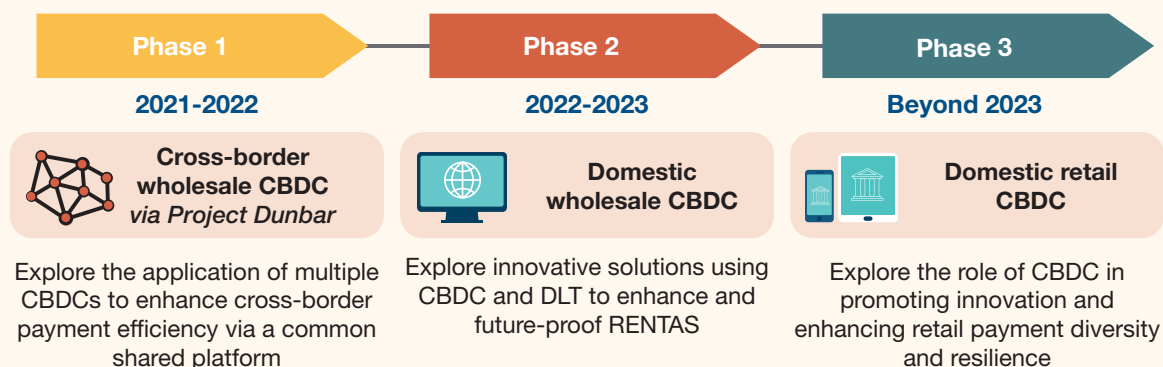 Phase 1
Phase 2
Phase 3
2021-2022
2022-2023
Beyond 2023
Cross-border
wholesale CBDC
via Project Dunbar
Domestic
wholesale CBDC
Domestic retail
CBDC
Explore the application of multiple
CBDCs to enhance cross-border
payment efficiency via a common
shared platform
Explore innovative solutions using
CBDC and DLT to enhance and
future-proof RENTAS
Explore the role of CBDC in
promoting innovation and
enhancing retail payment diversity
and resilience